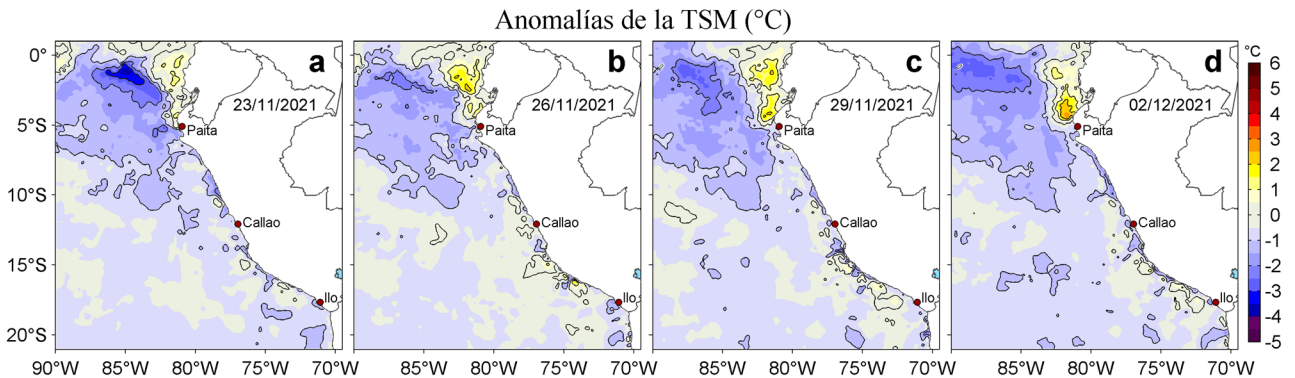 Anomalías de la TSM (°C)
a
23/11/2021
Paita
Callao
Ilo
b
26/11/2021
Paita
Callao
Ilo
c
29/11/2021
Paita
Callao
Ilo
d
02/12/2021
Paita
Callao
Ilo
0°
5°S
10°S
15°S
20°S
90°W 85°W 80°W 75°W 70°W
85°W 80°W 75°W 70°W
85°W 80°W 75°W 70°W
85°W 80°W 75°W 70°W
°C
6
5
4
3
2
1
0
-1
-2
-3
-4
-5